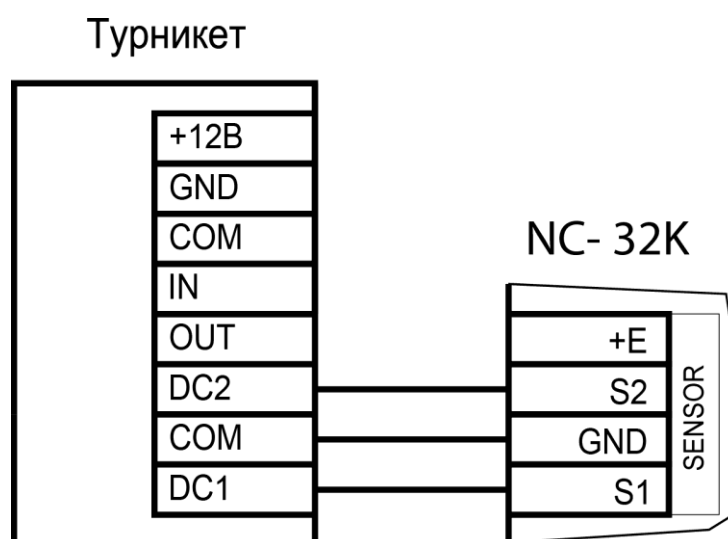 Турникет
+12В
GND
COM
IN
OUT
DC2
COM
DC1
NC- 32K
+E
S2
GND
S1
SENSOR